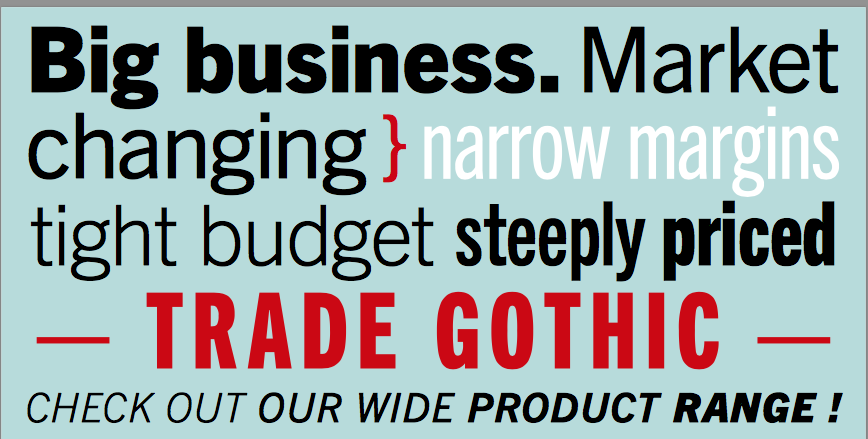 Big business. Market
changing } narrow margins
tight budget steeply priced
— TRADE GOTHIC —
CHECK OUT OUR WIDE PRODUCT RANGE !